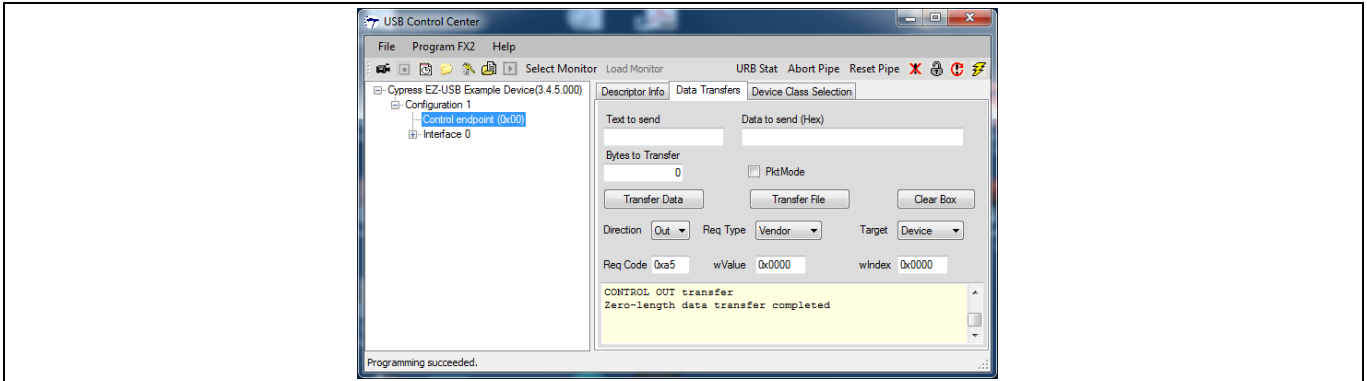 USB Control Center
File Program FX2 Help
Select Monitor Load Monitor URB Stat Abort Pipe Reset Pipe
Cypress EZ-USB Example Device(3.4.5.000)
Configuration 1
Control endpoint (0x00)
Interface 0
Descriptor Info Data Transfers Device Class Selection
Text to send Data to send (Hex)
Bytes to Transfer
0 PktMode
Transfer Data Transfer File Clear Box
Direction Out Req Type Vendor Target Device
Req Code 0xa5 wValue 0x0000 wIndex 0x0000
CONTROL OUT transfer
Zero-length data transfer completed
Programming succeeded.